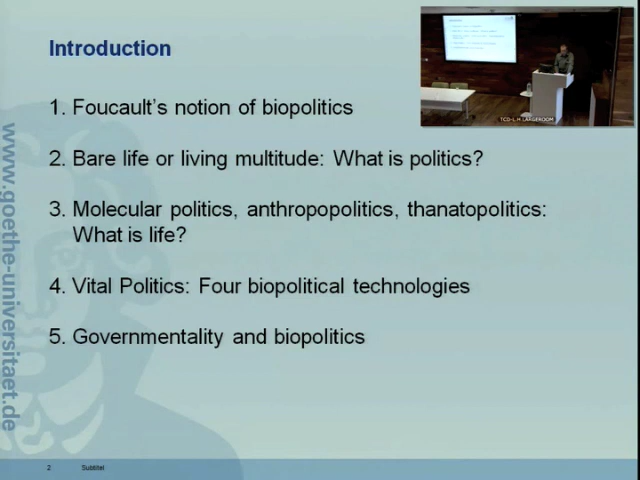 Introduction
1. Foucault's notion of biopolitics
2. Bare life or living multitude: What is politics?
3. Molecular politics, anthropopolitics, thanatopolitics:
What is life?
4. Vital Politics: Four biopolitical technologies
5. Governmentality and biopolitics
www.goethe-universitaet.de
2 Subtitel